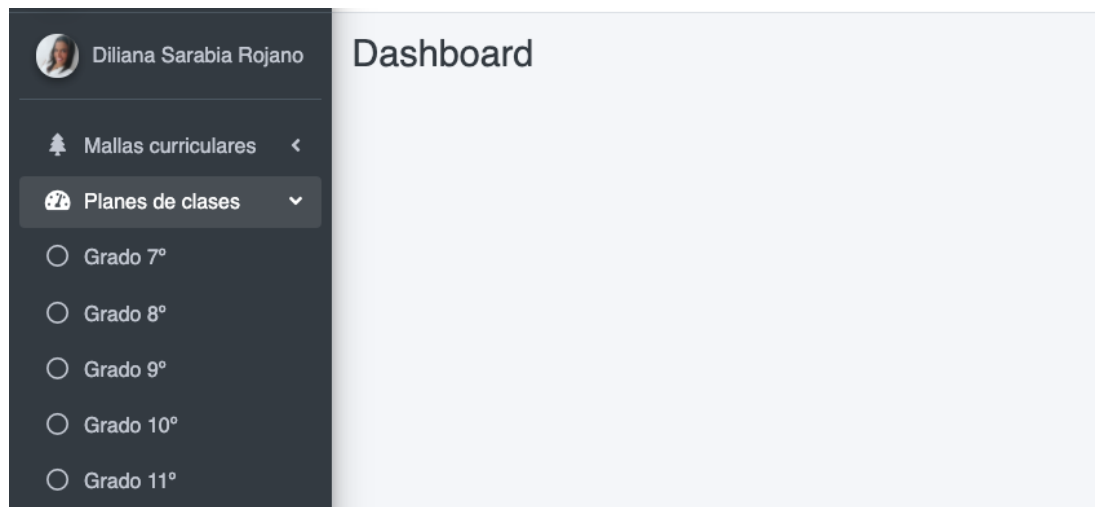 Diliana Sarabia Rojano
Dashboard
Mallas curriculares
Planes de clases
Grado 7º
Grado 8º
Grado 9º
Grado 10º
Grado 11º